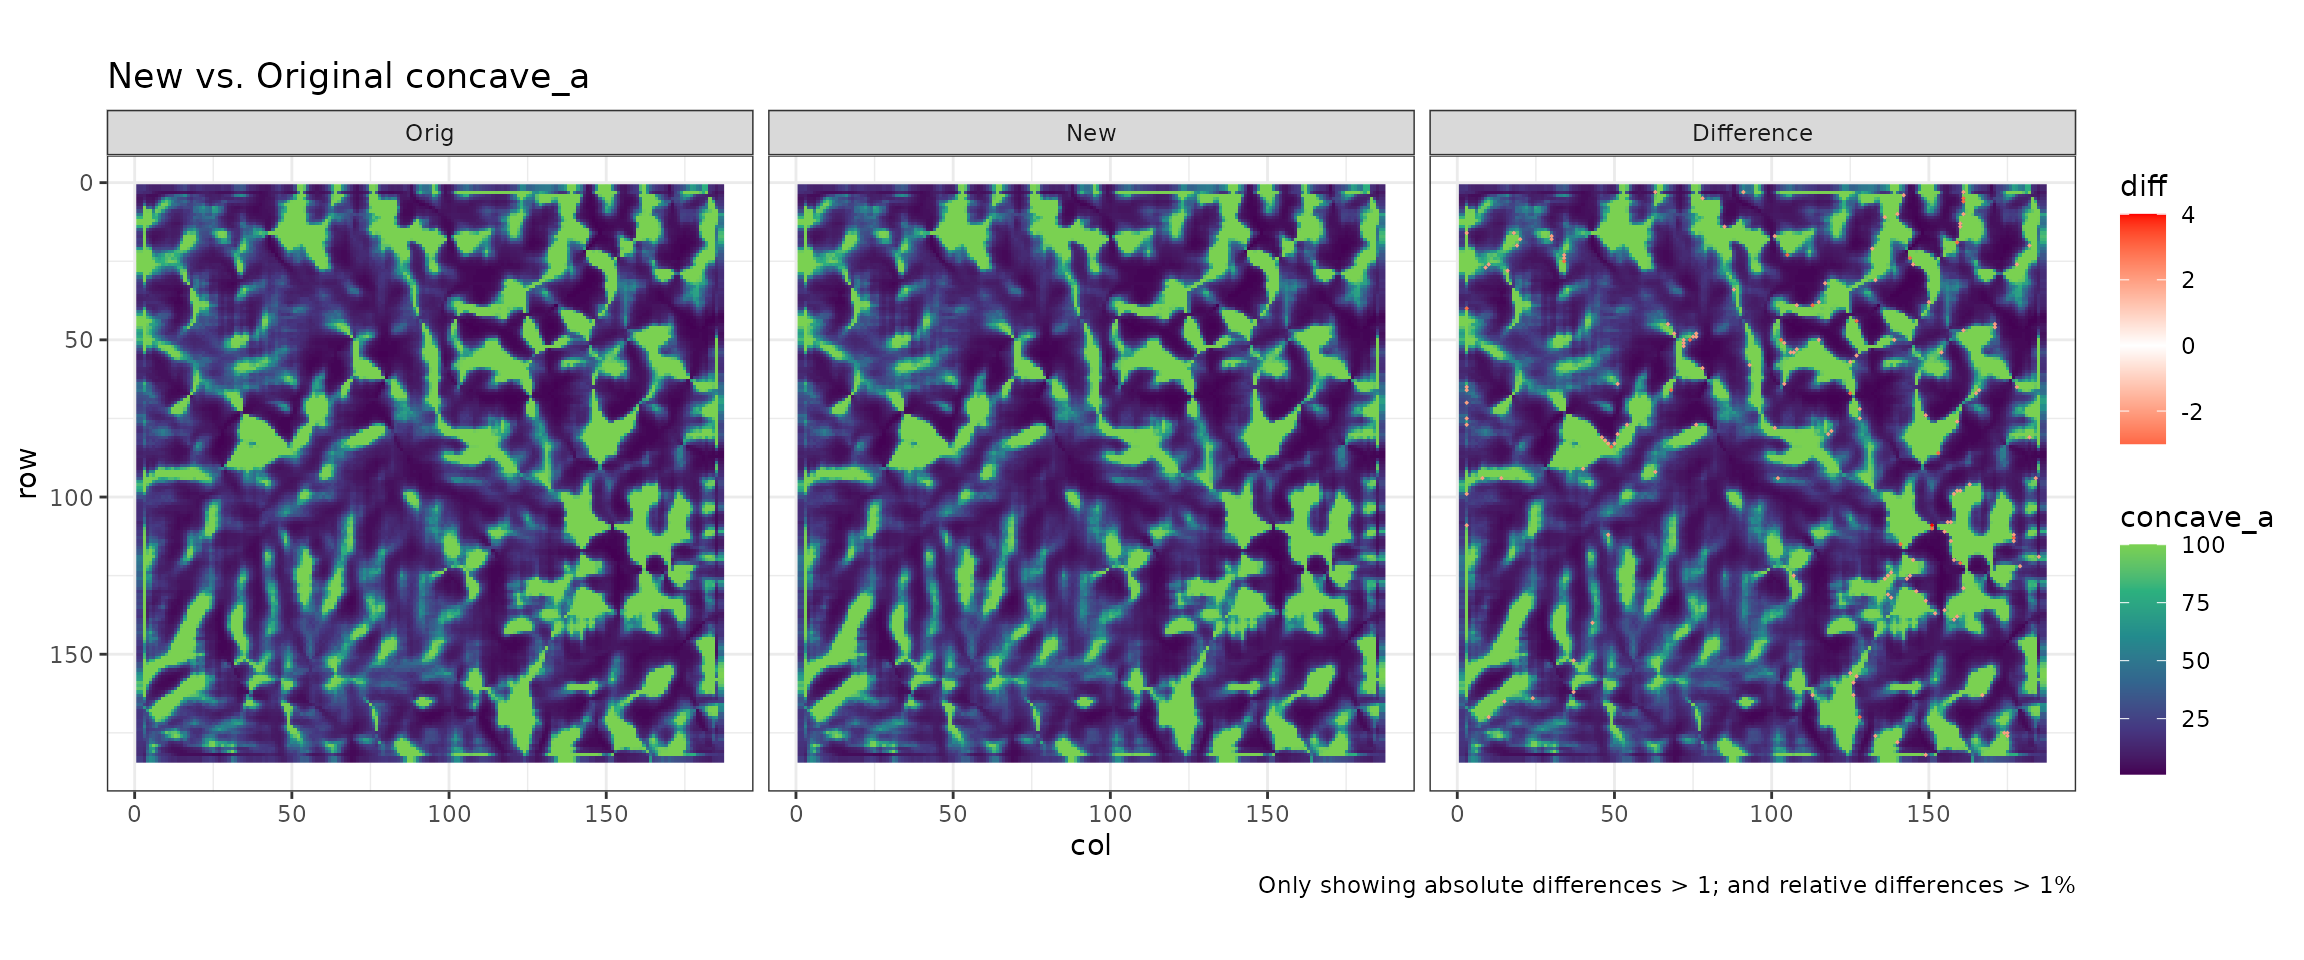 New vs. Original concave_a
Orig
New
Difference
0
50
100
150
row
0
50
100
150
0
50
100
150
0
50
100
150
col
diff
4
2
0
-2
concave_a
100
75
50
25
Only showing absolute differences > 1; and relative differences > 1%